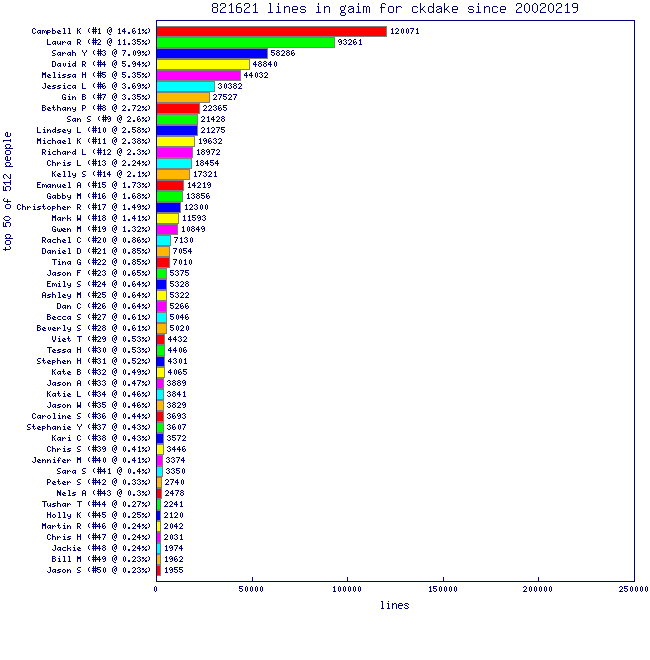 821621 lines in gaim for ckdake since 20020219
top 50 of 512 people
Campbell K (#1 @ 14.61%) 120071
Laura R (#2 @ 11.35%) 93261
Sarah Y (#3 @ 7.09%) 58286
David R (#4 @ 5.94%) 48840
Melissa H (#5 @ 5.35%) 44032
Jessica L (#6 @ 3.69%) 30382
Gin B (#7 @ 3.35%) 27527
Bethany P (#8 @ 2.72%) 22365
San S (#9 @ 2.6%) 21428
Lindsey L (#10 @ 2.58%) 21275
Michael K (#11 @ 2.38%) 19632
Richard L (#12 @ 2.3%) 18972
Chris L (#13 @ 2.24%) 18454
Kelly S (#14 @ 2.1%) 17321
Emanuel A (#15 @ 1.73%) 14219
Gabby M (#16 @ 1.68%) 13856
Christopher R (#17 @ 1.49%) 12300
Mark W (#18 @ 1.41%) 11593
Gwen M (#19 @ 1.32%) 10849
Rachel C (#20 @ 0.86%) 7130
Daniel D (#21 @ 0.85%) 7054
Tina G (#22 @ 0.85%) 7010
Jason F (#23 @ 0.65%) 5375
Emily S (#24 @ 0.64%) 5328
Ashley M (#25 @ 0.64%) 5322
Dan C (#26 @ 0.64%) 5266
Becca S (#27 @ 0.61%) 5046
Beverly S (#28 @ 0.61%) 5020
Viet T (#29 @ 0.53%) 4432
Tessa H (#30 @ 0.53%) 4406
Stephen H (#31 @ 0.52%) 4301
Kate B (#32 @ 0.49%) 4065
Jason A (#33 @ 0.47%) 3889
Katie L (#34 @ 0.46%) 3841
Jason W (#35 @ 0.46%) 3829
Caroline S (#36 @ 0.44%) 3693
Stephanie Y (#37 @ 0.43%) 3607
Kari C (#38 @ 0.43%) 3572
Chris S (#39 @ 0.41%) 3446
Jennifer M (#40 @ 0.41%) 3374
Sara S (#41 @ 0.4%) 3350
Peter S (#42 @ 0.33%) 2740
Nels A (#43 @ 0.3%) 2478
Tushar T (#44 @ 0.27%) 2241
Holly K (#45 @ 0.25%) 2120
Martin R (#46 @ 0.24%) 2042
Chris H (#47 @ 0.24%) 2031
Jackie (#48 @ 0.24%) 1974
Bill M (#49 @ 0.23%) 1962
Jason S (#50 @ 0.23%) 1955
0 50000 100000 150000 200000 250000
lines